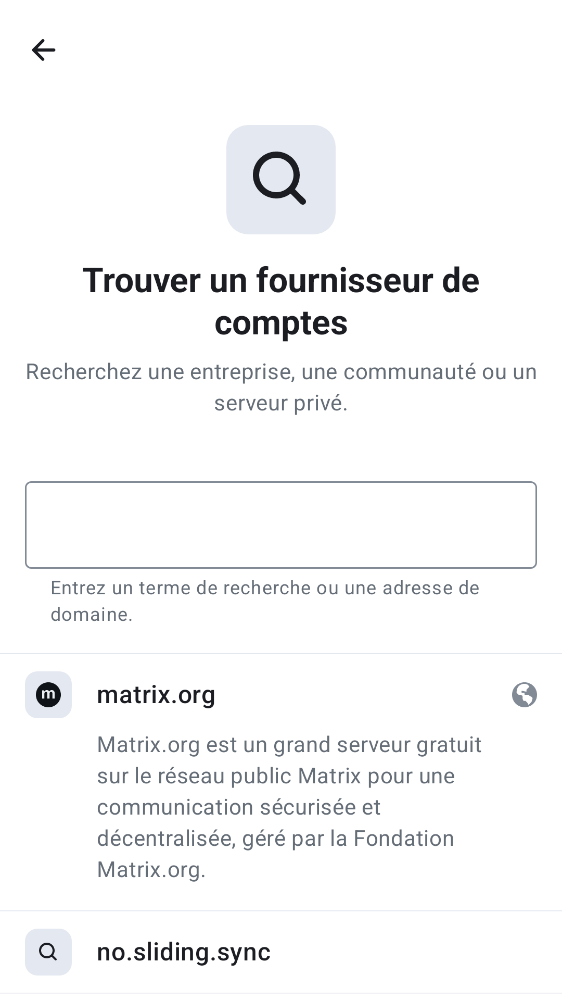 Trouver un fournisseur de
comptes
Recherchez une entreprise, une communauté ou un
serveur privé.
Entrez un terme de recherche ou une adresse de
domaine.
m
matrix.org
Matrix.org est un grand serveur gratuit
sur le réseau public Matrix pour une
communication sécurisée et
décentralisée, géré par la Fondation
Matrix.org.
no.sliding.sync